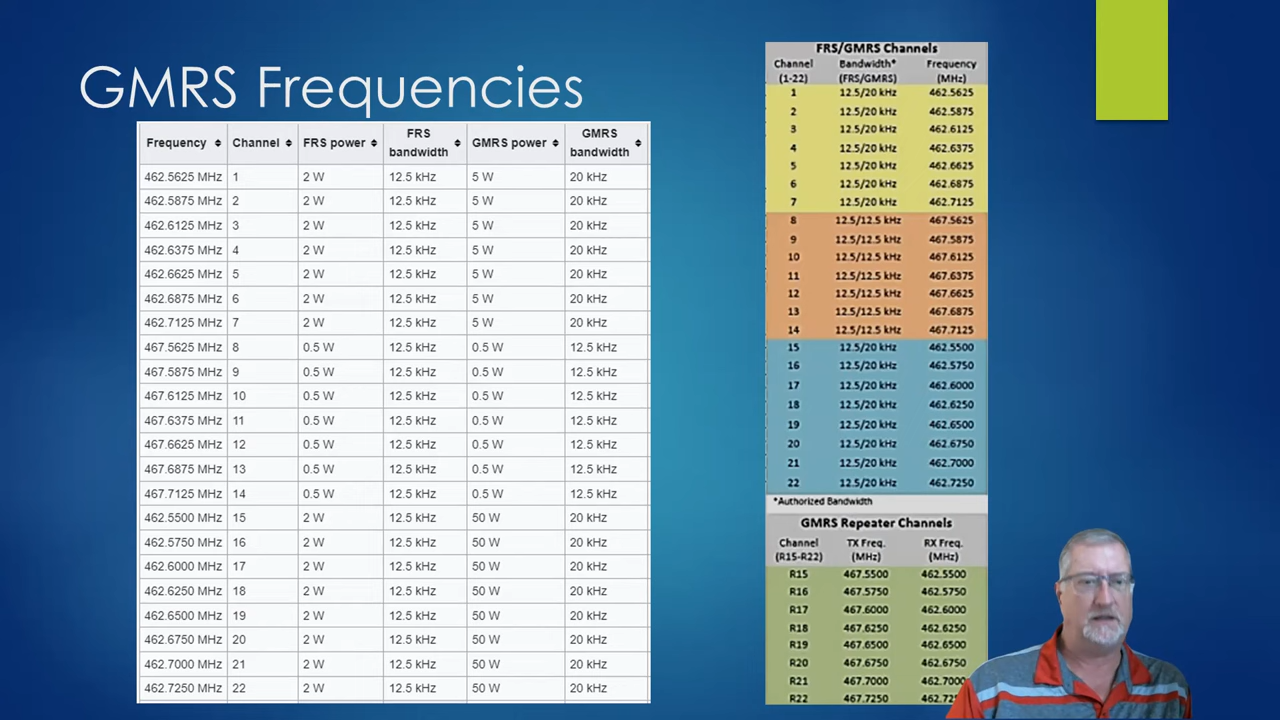 GMRS Frequencies
Frequency Channel FRS power FRS bandwidth GMRS power GMRS bandwidth
462.5625 MHz 1 2 W 12.5 kHz 5 W 20 kHz
462.5875 MHz 2 2 W 12.5 kHz 5 W 20 kHz
462.6125 MHz 3 2 W 12.5 kHz 5 W 20 kHz
462.6375 MHz 4 2 W 12.5 kHz 5 W 20 kHz
462.6625 MHz 5 2 W 12.5 kHz 5 W 20 kHz
462.6875 MHz 6 2 W 12.5 kHz 5 W 20 kHz
462.7125 MHz 7 2 W 12.5 kHz 5 W 20 kHz
467.5625 MHz 8 0.5 W 12.5 kHz 0.5 W 12.5 kHz
467.5875 MHz 9 0.5 W 12.5 kHz 0.5 W 12.5 kHz
467.6125 MHz 10 0.5 W 12.5 kHz 0.5 W 12.5 kHz
467.6375 MHz 11 0.5 W 12.5 kHz 0.5 W 12.5 kHz
467.6625 MHz 12 0.5 W 12.5 kHz 0.5 W 12.5 kHz
467.6875 MHz 13 0.5 W 12.5 kHz 0.5 W 12.5 kHz
467.7125 MHz 14 0.5 W 12.5 kHz 0.5 W 12.5 kHz
462.5500 MHz 15 2 W 12.5 kHz 50 W 20 kHz
462.5750 MHz 16 2 W 12.5 kHz 50 W 20 kHz
462.6000 MHz 17 2 W 12.5 kHz 50 W 20 kHz
462.6250 MHz 18 2 W 12.5 kHz 50 W 20 kHz
462.6500 MHz 19 2 W 12.5 kHz 50 W 20 kHz
462.6750 MHz 20 2 W 12.5 kHz 50 W 20 kHz
462.7000 MHz 21 2 W 12.5 kHz 50 W 20 kHz
462.7250 MHz 22 2 W 12.5 kHz 50 W 20 kHz
FRS/GMRS Channels
Channel Bandwidth* Frequency
(1-22) (FRS/GMRS) (MHz)
1 12.5/20 kHz 462.5625
2 12.5/20 kHz 462.5875
3 12.5/20 kHz 462.6125
4 12.5/20 kHz 462.6375
5 12.5/20 kHz 462.6625
6 12.5/20 kHz 462.6875
7 12.5/20 kHz 462.7125
8 12.5/12.5 kHz 467.5625
9 12.5/12.5 kHz 467.5875
10 12.5/12.5 kHz 467.6125
11 12.5/12.5 kHz 467.6375
12 12.5/12.5 kHz 467.6625
13 12.5/12.5 kHz 467.6875
14 12.5/12.5 kHz 467.7125
15 12.5/20 kHz 462.5500
16 12.5/20 kHz 462.5750
17 12.5/20 kHz 462.6000
18 12.5/20 kHz 462.6250
19 12.5/20 kHz 462.6500
20 12.5/20 kHz 462.6750
21 12.5/20 kHz 462.7000
22 12.5/20 kHz 462.7250
*Authorized Bandwidth
GMRS Repeater Channels
Channel TX Freq. RX Freq.
(R15-R22) (MHz) (MHz)
R15 467.5500 462.5500
R16 467.5750 462.5750
R17 467.6000 462.6000
R18 467.6250 462.6250
R19 467.6500 462.6500
R20 467.6750 462.6750
R21 467.7000 462.7000
R22 467.7250